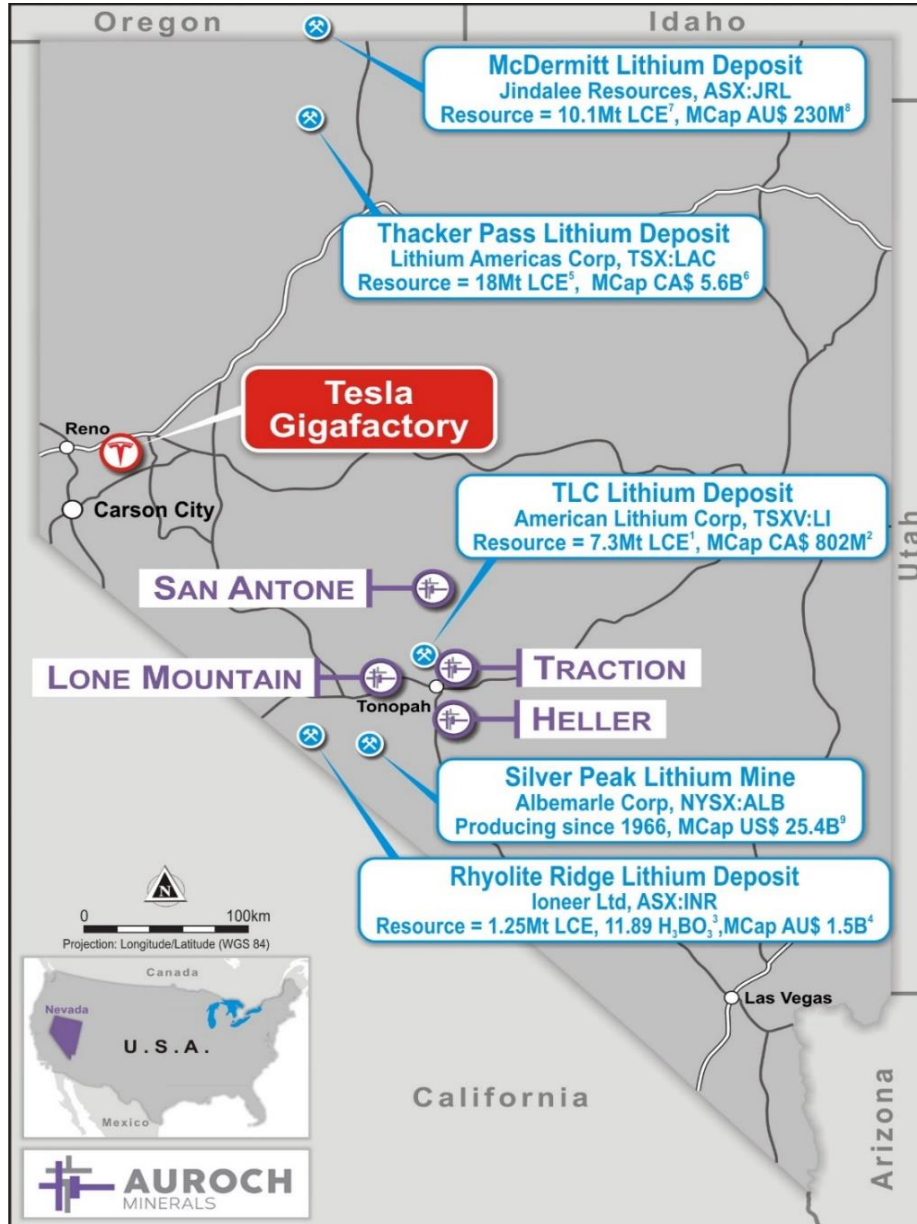 Oregon
Idaho
McDermitt Lithium Deposit
Jindalee Resources, ASX:JRL
Resource = 10.1Mt LCE⁷, MCap AU$ 230M⁸
Thacker Pass Lithium Deposit
Lithium Americas Corp, TSX:LAC
Resource = 18Mt LCE⁵, MCap CA$ 5.6B⁶
Tesla
Gigafactory
Reno
Carson City
TLC Lithium Deposit
American Lithium Corp, TSXV:LI
Resource = 7.3Mt LCE¹, MCap CA$ 802M²
Utah
SAN ANTONE
LONE MOUNTAIN
TRACTION
Tonopah
HELLER
Silver Peak Lithium Mine
Albemarle Corp, NYSX:ALB
Producing since 1966, MCap US$ 25.4B⁹
Rhyolite Ridge Lithium Deposit
Ioneer Ltd, ASX:INR
Resource = 1.25Mt LCE, 11.89 H₃BO₃³,MCap AU$ 1.5B⁴
N
0 100km
Projection: Longitude/Latitude (WGS 84)
Canada
Nevada
U.S.A.
Mexico
Las Vegas
California
Arizona
AUROCH
MINERALS